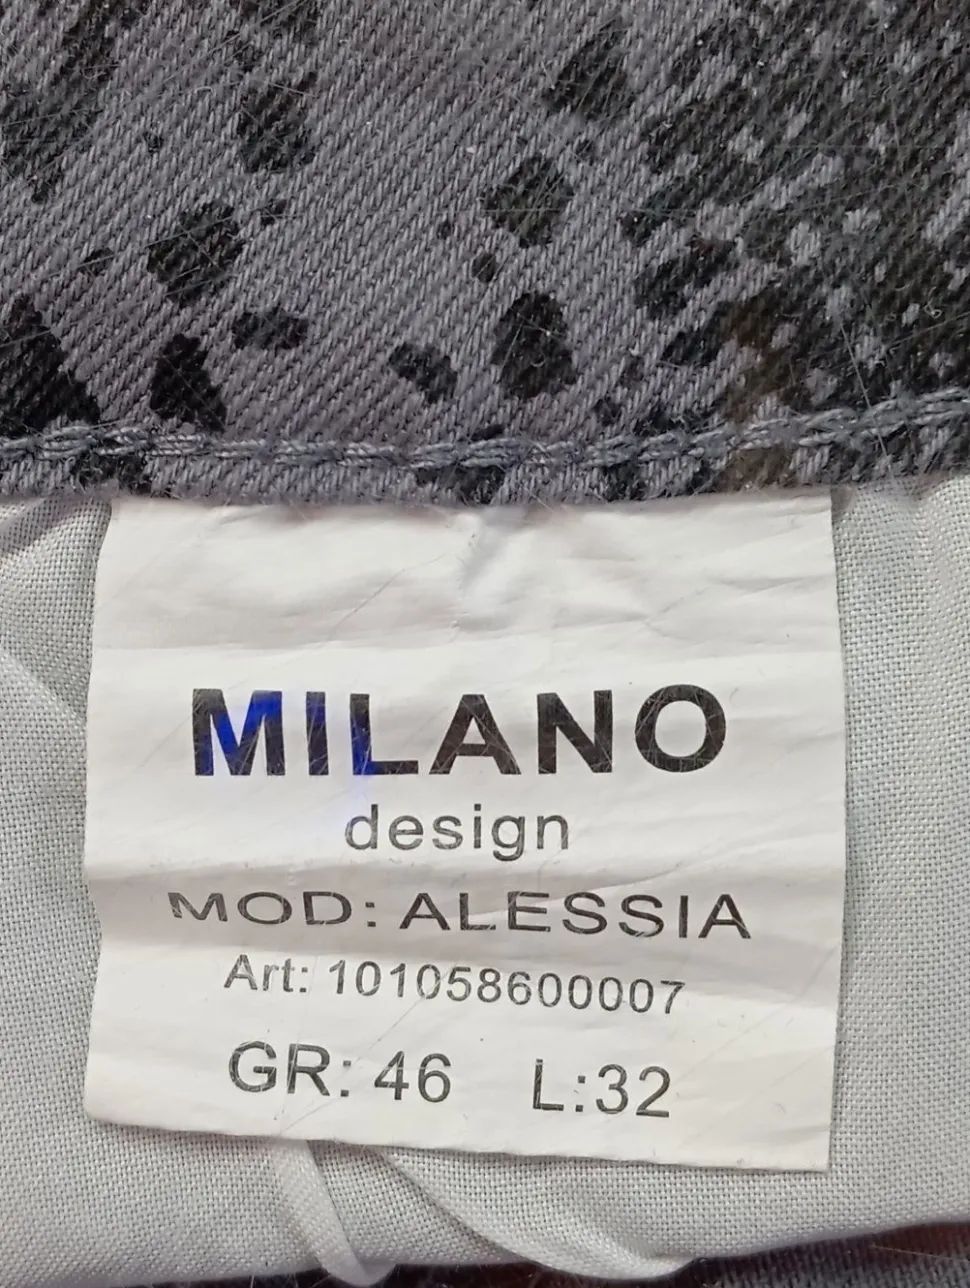 MILANO
design
MOD: ALESSIA
Art: 101058600007
GR: 46 L:32